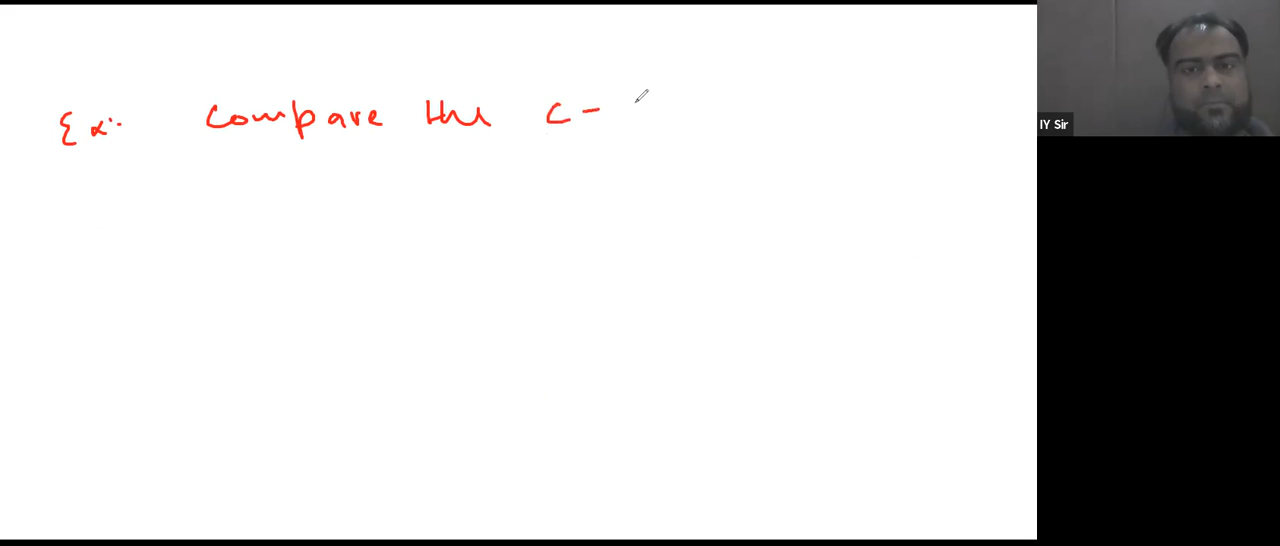 Ex:- Compare the C-
IY Sir